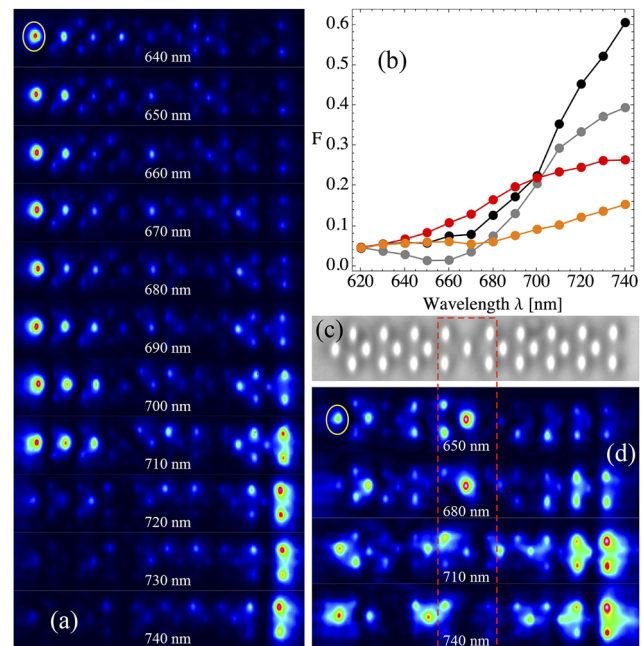 640 nm
650 nm
660 nm
670 nm
680 nm
690 nm
700 nm
710 nm
720 nm
730 nm
740 nm
(a)
(b)
F
0.6
0.5
0.4
0.3
0.2
0.1
0.0
620 640 660 680 700 720 740
Wavelength λ [nm]
(c)
(d)
650 nm
680 nm
710 nm
740 nm